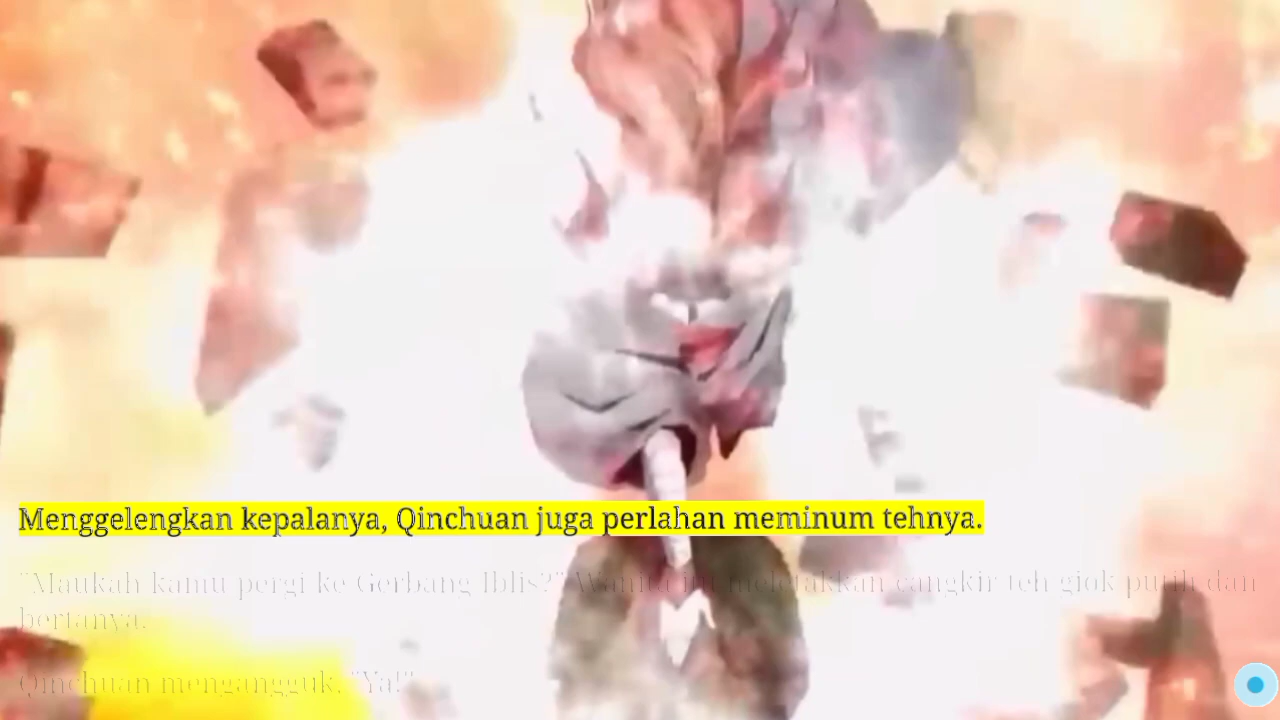 Menggelengkan kepalanya, Qinchuan juga perlahan meminum tehnya.
"Maukah kamu pergi ke Gerbang Iblis?" Wanita itu meletakkan cangkir teh giok putih dan
bertanya.
Qinchuan mengangguk. "Ya!"